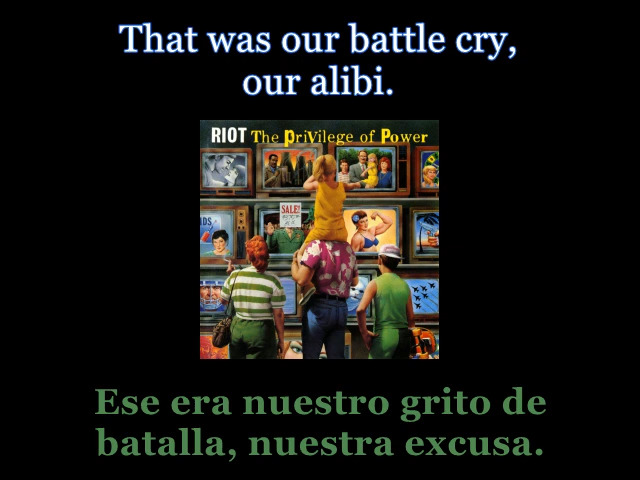 That was our battle cry,
our alibi.
RIOT The priVilege of Power
SALE!
Ese era nuestro grito de
batalla, nuestra excusa.